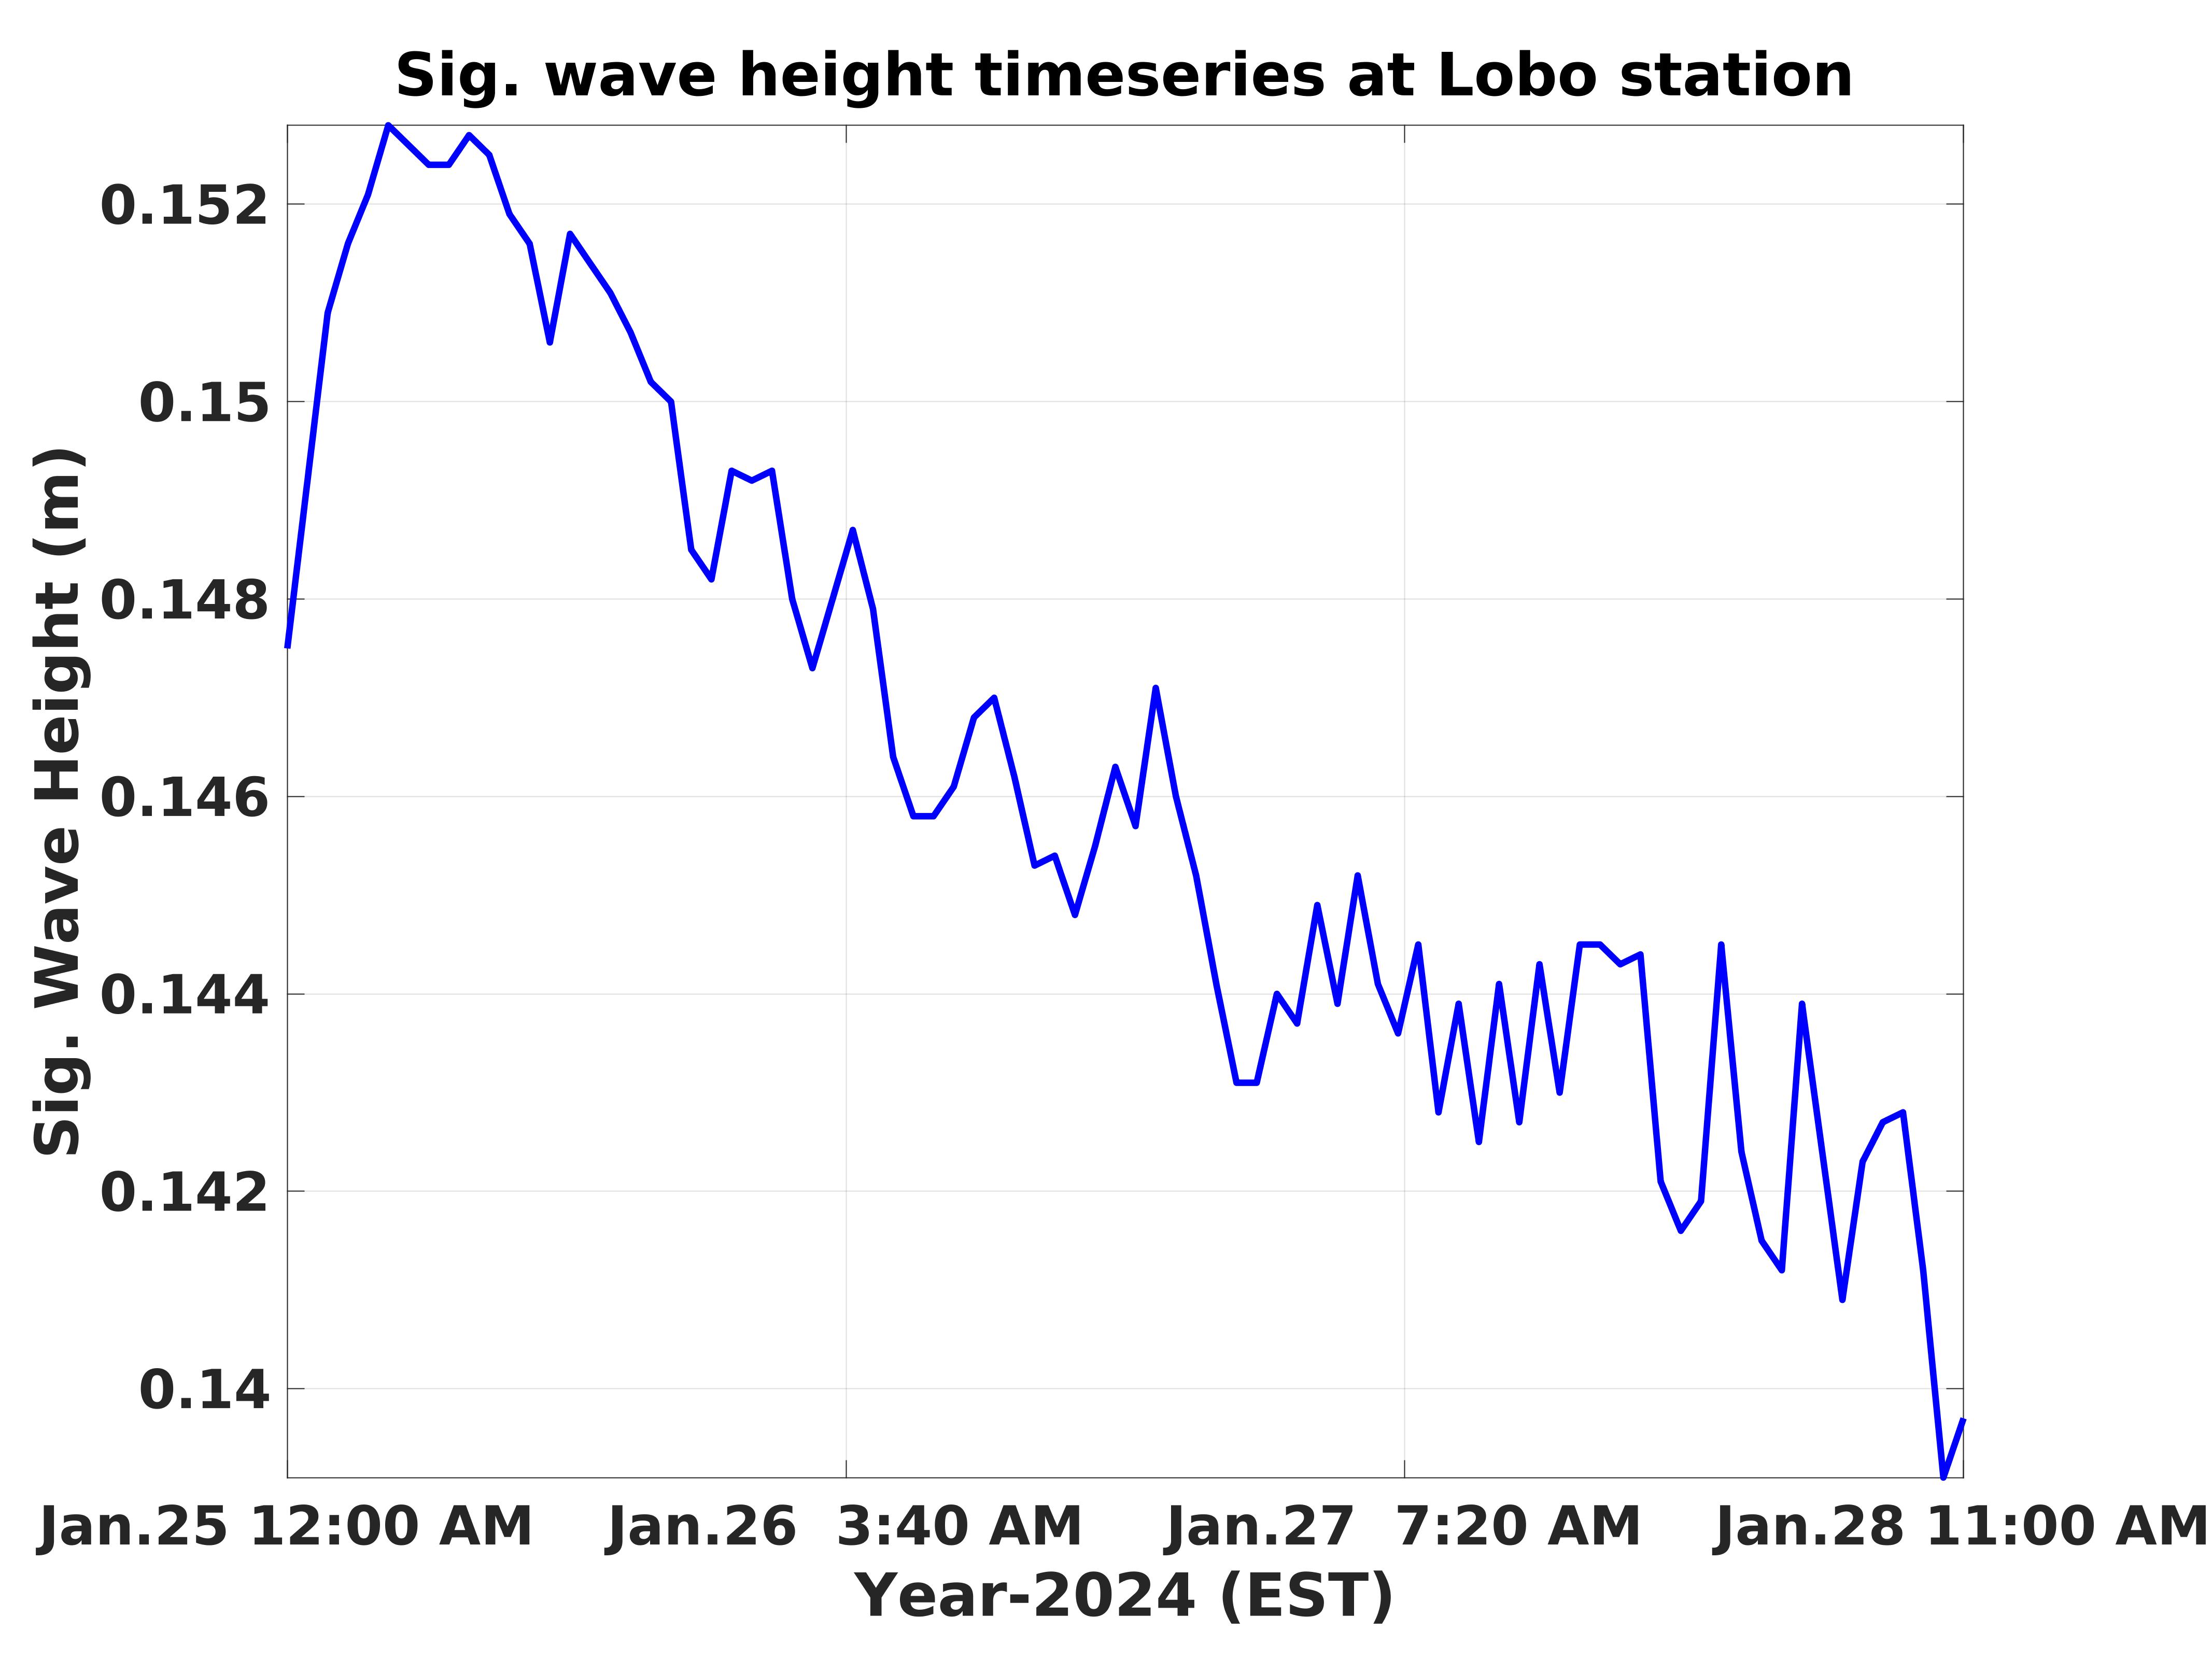 Sig. wave height timeseries at Lobo station
Sig. Wave Height (m)
0.152
0.15
0.148
0.146
0.144
0.142
0.14
Jan.25 12:00 AM Jan.26 3:40 AM Jan.27 7:20 AM Jan.28 11:00 AM
Year-2024 (EST)